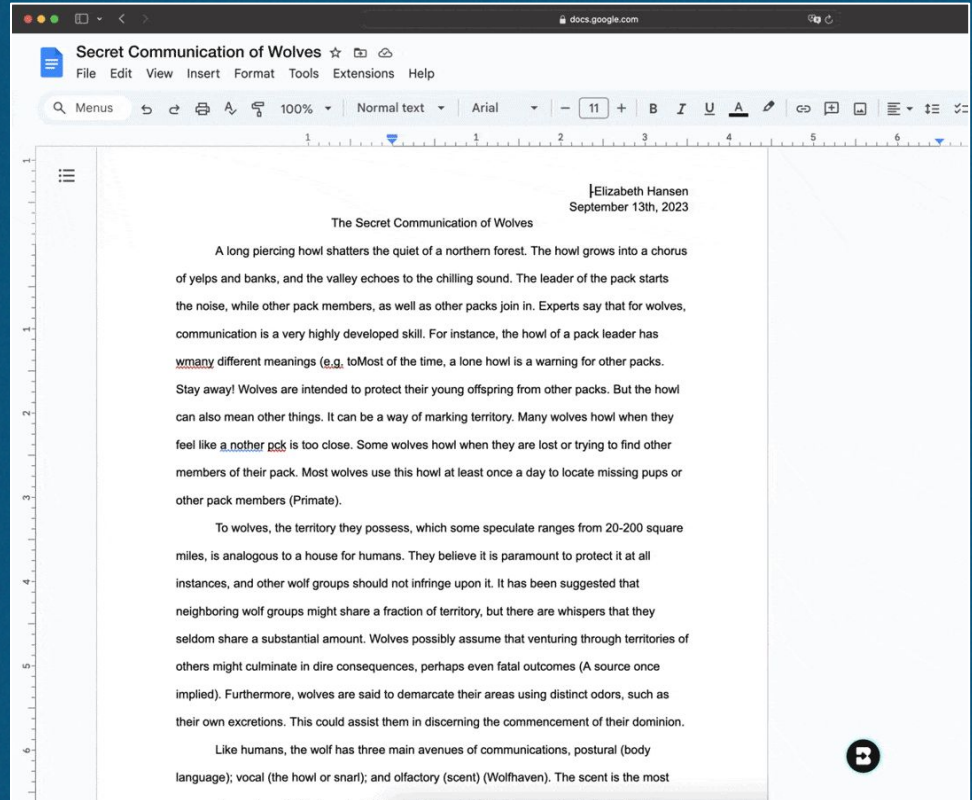 docs.google.com
Secret Communication of Wolves
File Edit View Insert Format Tools Extensions Help
Menus 100% Normal text Arial 11 B I U A
1 1 2 3 4 5 6
-Elizabeth Hansen
September 13th, 2023
The Secret Communication of Wolves
A long piercing howl shatters the quiet of a northern forest. The howl grows into a chorus
of yelps and banks, and the valley echoes to the chilling sound. The leader of the pack starts
the noise, while other pack members, as well as other packs join in. Experts say that for wolves,
communication is a very highly developed skill. For instance, the howl of a pack leader has
wmany different meanings (e.g. toMost of the time, a lone howl is a warning for other packs.
Stay away! Wolves are intended to protect their young offspring from other packs. But the howl
can also mean other things. It can be a way of marking territory. Many wolves howl when they
feel like a nother pck is too close. Some wolves howl when they are lost or trying to find other
members of their pack. Most wolves use this howl at least once a day to locate missing pups or
other pack members (Primate).
To wolves, the territory they possess, which some speculate ranges from 20-200 square
miles, is analogous to a house for humans. They believe it is paramount to protect it at all
instances, and other wolf groups should not infringe upon it. It has been suggested that
neighboring wolf groups might share a fraction of territory, but there are whispers that they
seldom share a substantial amount. Wolves possibly assume that venturing through territories of
others might culminate in dire consequences, perhaps even fatal outcomes (A source once
implied). Furthermore, wolves are said to demarcate their areas using distinct odors, such as
their own excretions. This could assist them in discerning the commencement of their dominion.
Like humans, the wolf has three main avenues of communications, postural (body
language); vocal (the howl or snarl); and olfactory (scent) (Wolfhaven). The scent is the most
1
1
2
3
4
5
6